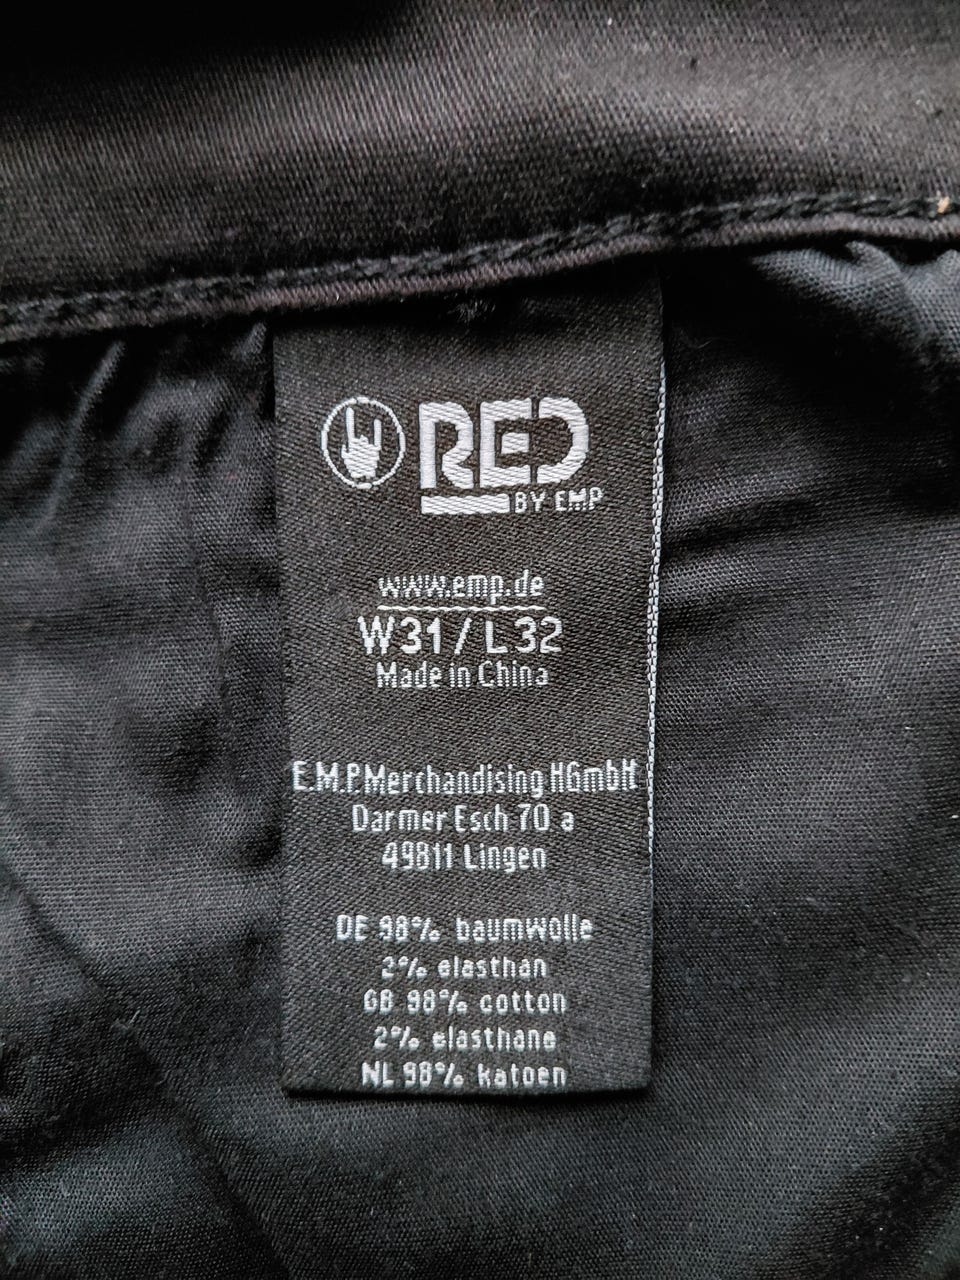 RED
BY EMP
www.emp.de
W31 / L32
Made in China
E.M.P.Merchandising HGmbH
Darmer Esch 70 a
49811 Lingen
DE 98% baumwolle
2% elasthan
GB 98% cotton
2% elasthane
NL 98% katoen